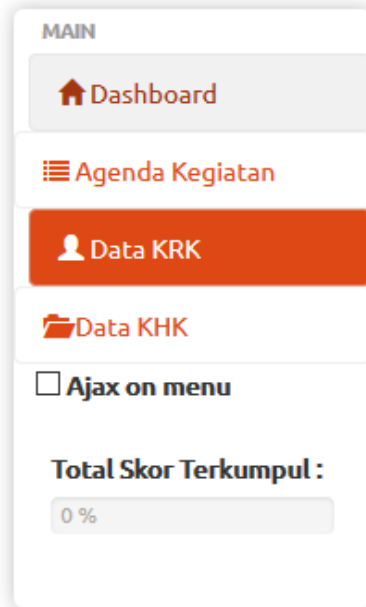 MAIN
Dashboard
Agenda Kegiatan
Data KRK
Data KHK
Ajax on menu
Total Skor Terkumpul :
0 %